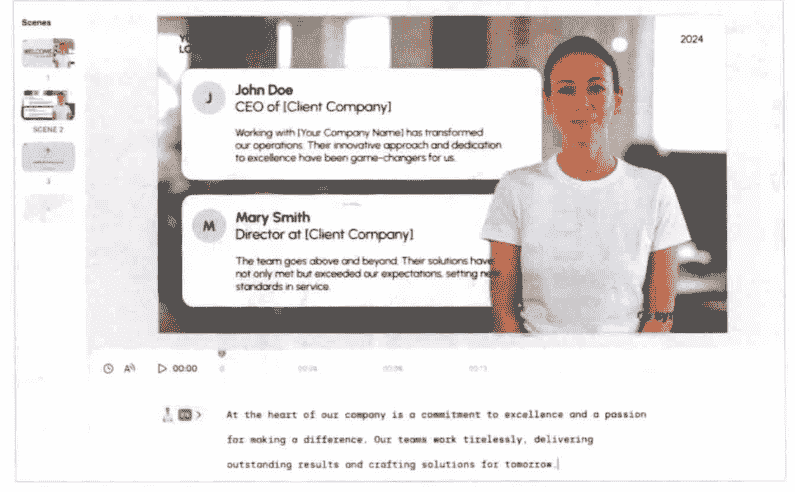 Scenes
WELCOME
1
SCENE 2
3
2024
J
John Doe
CEO of [Client Company]
Working with [Your Company Name] has transformed
our operations. Their innovative approach and dedication
to excellence have been game-changers for us.
M
Mary Smith
Director at [Client Company]
The team goes above and beyond. Their solutions have
not only met but exceeded our expectations, setting new
standards in service.
00:00
0
At the heart of our company is a commitment to excellence and a passion
for making a difference. Our teams work tirelessly, delivering
outstanding results and crafting solutions for tomorrow.